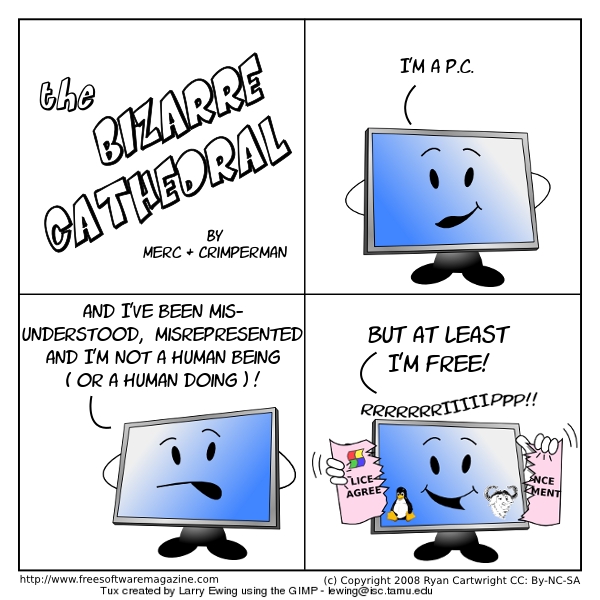 the
BIZARRE
CATHEDRAL
BY
MERC + CRIMPERMAN
I'M A P.C.
AND I'VE BEEN MIS-
UNDERSTOOD, MISREPRESENTED
AND I'M NOT A HUMAN BEING
( OR A HUMAN DOING ) !
BUT AT LEAST
I'M FREE!
RRRRRRRIIIIIPPP!!
LICE
AGREE
NCE
MENT
http://www.freesoftwaremagazine.com
(c) Copyright 2008 Ryan Cartwright CC: By-NC-SA
Tux created by Larry Ewing using the GIMP - lewing@isc.tamu.edu